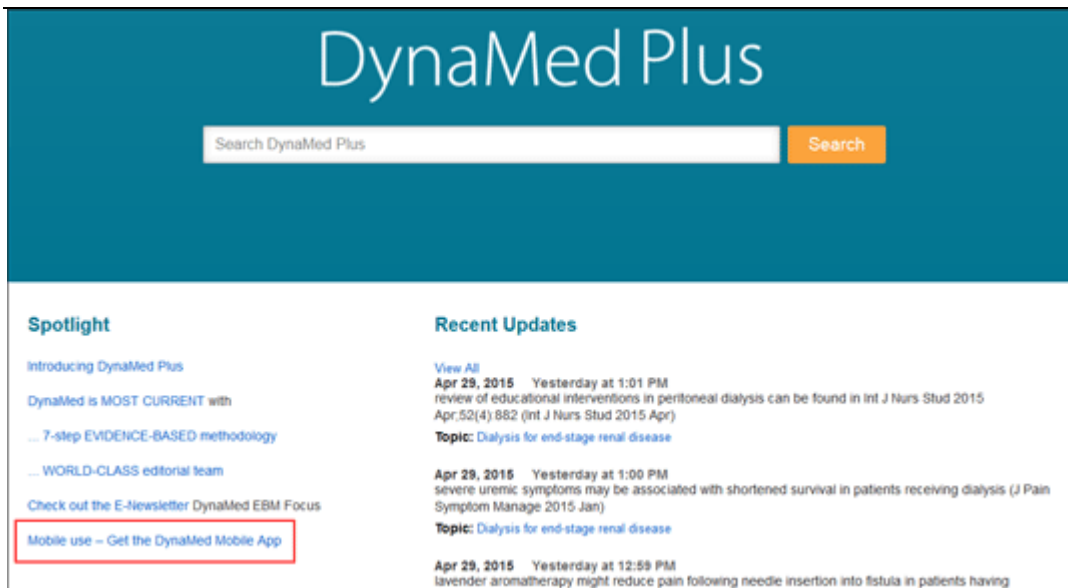 DynaMed Plus
Search DynaMed Plus
Search
Spotlight
Introducing DynaMed Plus
DynaMed is MOST CURRENT with
... 7-step EVIDENCE-BASED methodology
... WORLD-CLASS editorial team
Check out the E-Newsletter DynaMed EBM Focus
Mobile use – Get the DynaMed Mobile App
Recent Updates
View All
Apr 29, 2015 Yesterday at 1:01 PM
review of educational interventions in peritoneal dialysis can be found in Int J Nurs Stud 2015
Apr;52(4):882 (Int J Nurs Stud 2015 Apr)
Topic: Dialysis for end-stage renal disease
Apr 29, 2015 Yesterday at 1:00 PM
severe uremic symptoms may be associated with shortened survival in patients receiving dialysis (J Pain
Symptom Manage 2015 Jan)
Topic: Dialysis for end-stage renal disease
Apr 29, 2015 Yesterday at 12:59 PM
lavender aromatherapy might reduce pain following needle insertion into fistula in patients having